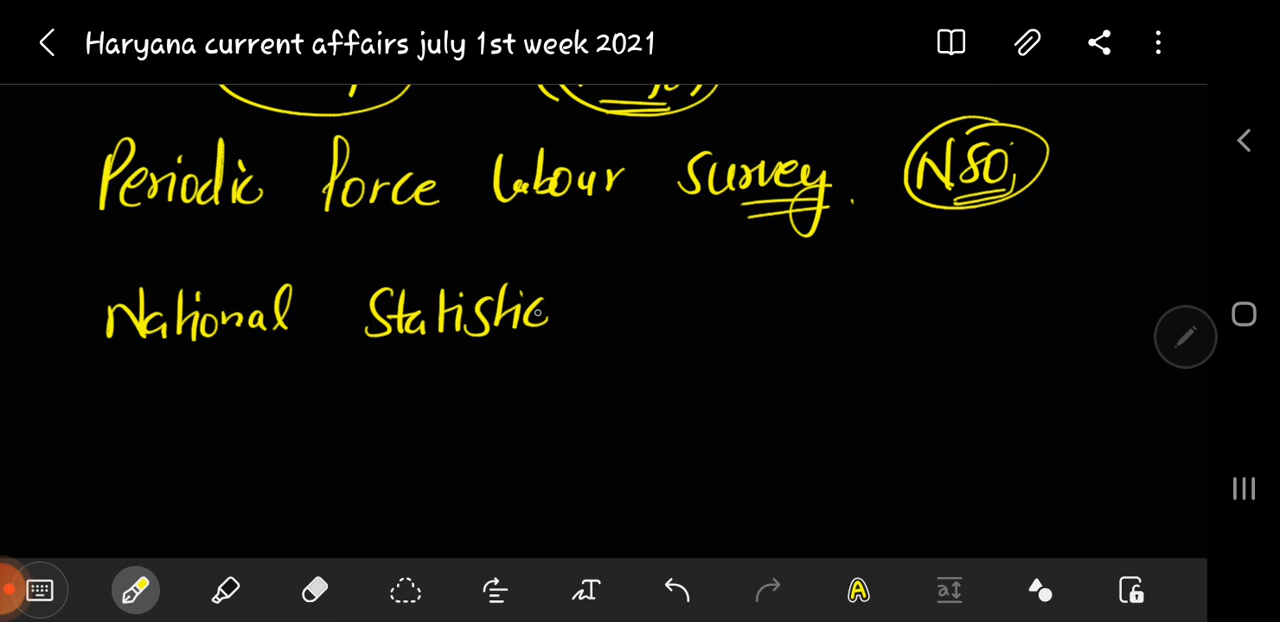 Haryana current affairs july 1st week 2021
Periodic force labour survey. NSO,
National Statistic